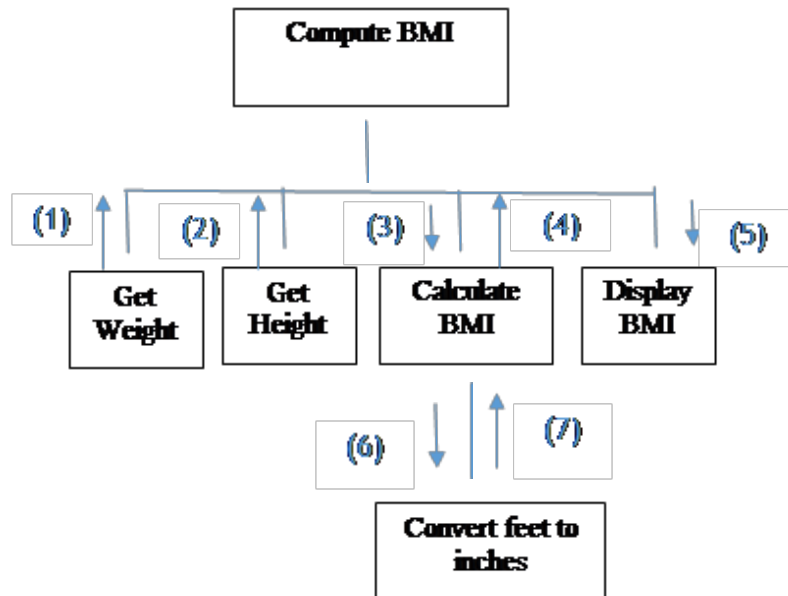 Compute BMI
(1)
(2)
(3)
(4)
(5)
Get
Weight
Get
Height
Calculate
BMI
Display
BMI
(6)
(7)
Convert feet to
inches